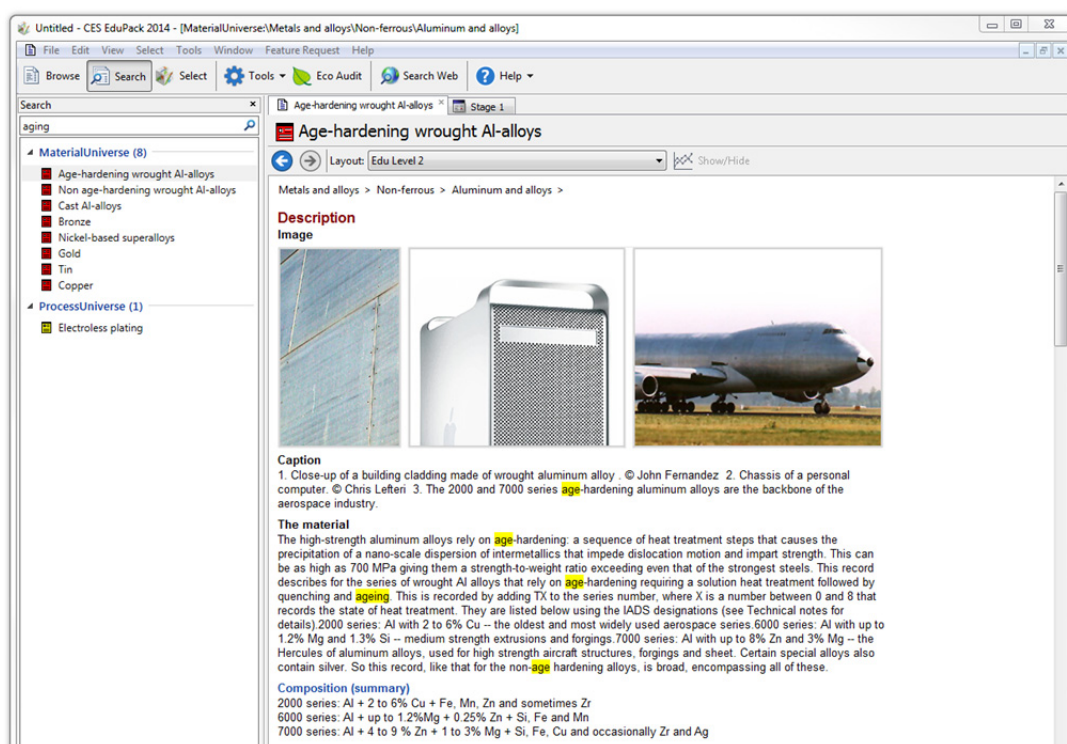 Untitled - CES EduPack 2014 - [MaterialUniverse:\Metals and alloys\Non-ferrous\Aluminum and alloys]
File Edit View Select Tools Window Feature Request Help
Browse Search Select Tools Eco Audit Search Web Help
Search
aging
MaterialUniverse (8)
Age-hardening wrought Al-alloys
Non age-hardening wrought Al-alloys
Cast Al-alloys
Bronze
Nickel-based superalloys
Gold
Tin
Copper
ProcessUniverse (1)
Electroless plating
Age-hardening wrought Al-alloys Stage 1
Age-hardening wrought Al-alloys
Layout: Edu Level 2 Show/Hide
Metals and alloys > Non-ferrous > Aluminum and alloys >
Description
Image
Caption
1. Close-up of a building cladding made of wrought aluminum alloy . © John Fernandez 2. Chassis of a personal
computer. © Chris Lefteri 3. The 2000 and 7000 series age-hardening aluminum alloys are the backbone of the
aerospace industry.
The material
The high-strength aluminum alloys rely on age-hardening: a sequence of heat treatment steps that causes the
precipitation of a nano-scale dispersion of intermetallics that impede dislocation motion and impart strength. This can
be as high as 700 MPa giving them a strength-to-weight ratio exceeding even that of the strongest steels. This record
describes for the series of wrought Al alloys that rely on age-hardening requiring a solution heat treatment followed by
quenching and ageing. This is recorded by adding TX to the series number, where X is a number between 0 and 8 that
records the state of heat treatment. They are listed below using the IADS designations (see Technical notes for
details).2000 series: Al with 2 to 6% Cu -- the oldest and most widely used aerospace series.6000 series: Al with up to
1.2% Mg and 1.3% Si -- medium strength extrusions and forgings.7000 series: Al with up to 8% Zn and 3% Mg -- the
Hercules of aluminum alloys, used for high strength aircraft structures, forgings and sheet. Certain special alloys also
contain silver. So this record, like that for the non-age hardening alloys, is broad, encompassing all of these.
Composition (summary)
2000 series: Al + 2 to 6% Cu + Fe, Mn, Zn and sometimes Zr
6000 series: Al + up to 1.2%Mg + 0.25% Zn + Si, Fe and Mn
7000 series: Al + 4 to 9 % Zn + 1 to 3% Mg + Si, Fe, Cu and occasionally Zr and Ag